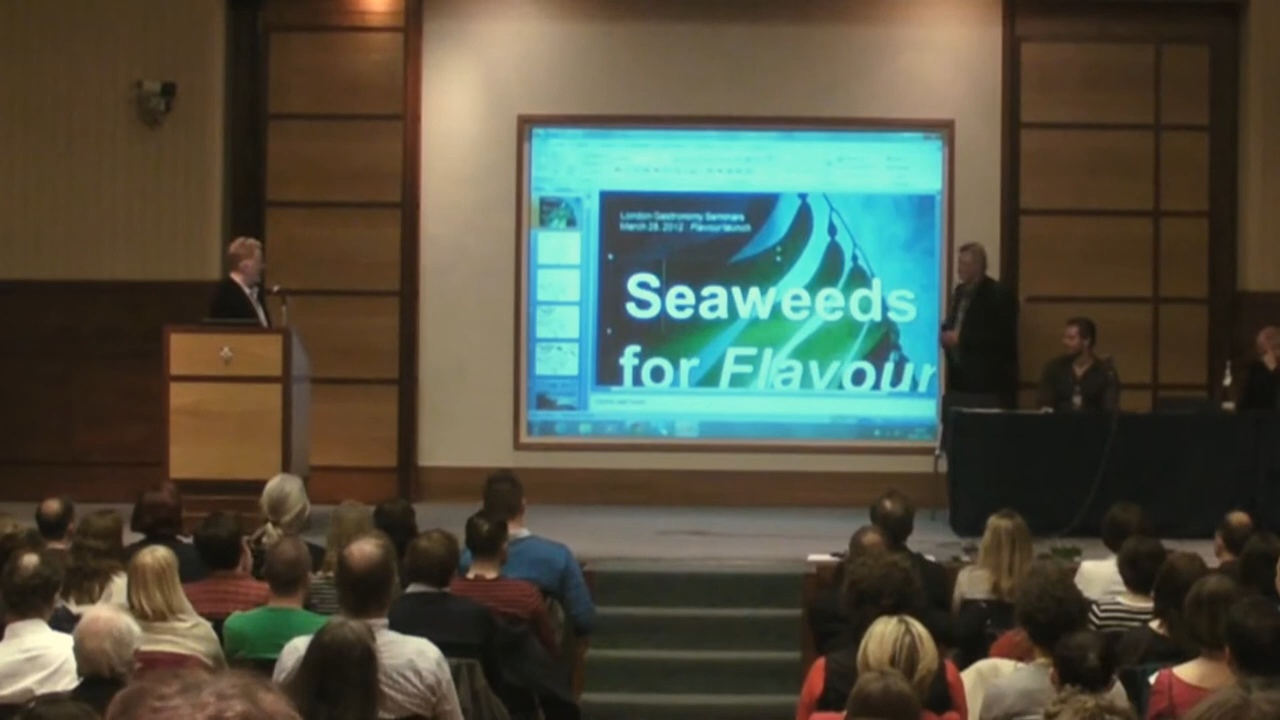 London Gastronomy Seminars
March 28, 2012 Flavour launch
Seaweeds
for Flavour